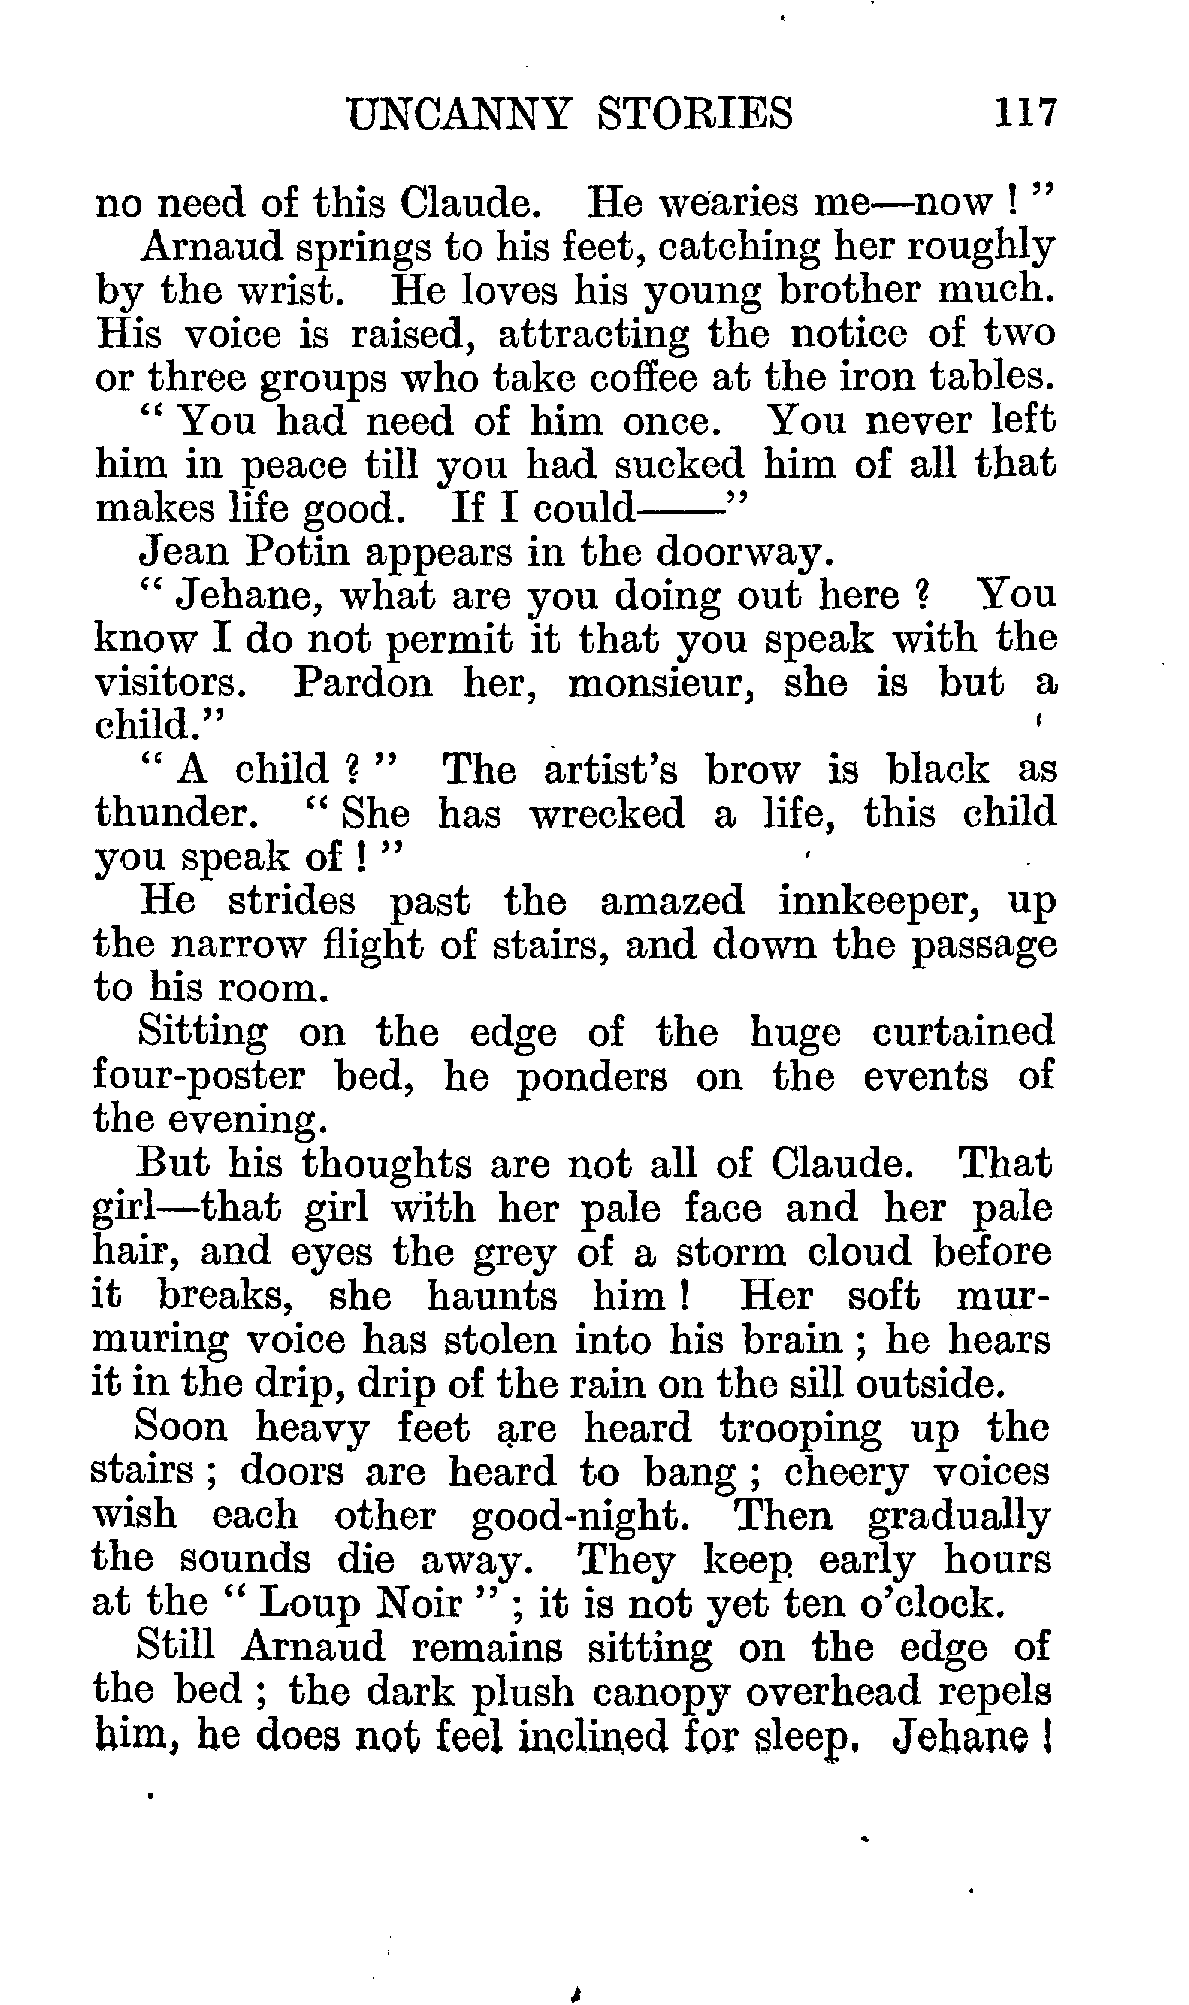 UNCANNY STORIES 117
no need of this Claude. He wearies me—now ! ”
Arnaud springs to his feet, catching her roughly
by the wrist. He loves his young brother much.
His voice is raised, attracting the notice of two
or three groups who take coffee at the iron tables.
“ You had need of him once. You never left
him in peace till you had sucked him of all that
makes life good. If I could——”
Jean Potin appears in the doorway.
“ Jehane, what are you doing out here ? You
know I do not permit it that you speak with the
visitors. Pardon her, monsieur, she is but a
child.”
“ A child ? ” The artist’s brow is black as
thunder. “ She has wrecked a life, this child
you speak of ! ”
He strides past the amazed innkeeper, up
the narrow flight of stairs, and down the passage
to his room.
Sitting on the edge of the huge curtained
four-poster bed, he ponders on the events of
the evening.
But his thoughts are not all of Claude. That
girl—that girl with her pale face and her pale
hair, and eyes the grey of a storm cloud before
it breaks, she haunts him ! Her soft mur-
muring voice has stolen into his brain ; he hears
it in the drip, drip of the rain on the sill outside.
Soon heavy feet are heard trooping up the
stairs ; doors are heard to bang ; cheery voices
wish each other good-night. Then gradually
the sounds die away. They keep early hours
at the “ Loup Noir ” ; it is not yet ten o’clock.
Still Arnaud remains sitting on the edge of
the bed ; the dark plush canopy overhead repels
him, he does not feel inclined for sleep. Jehane !